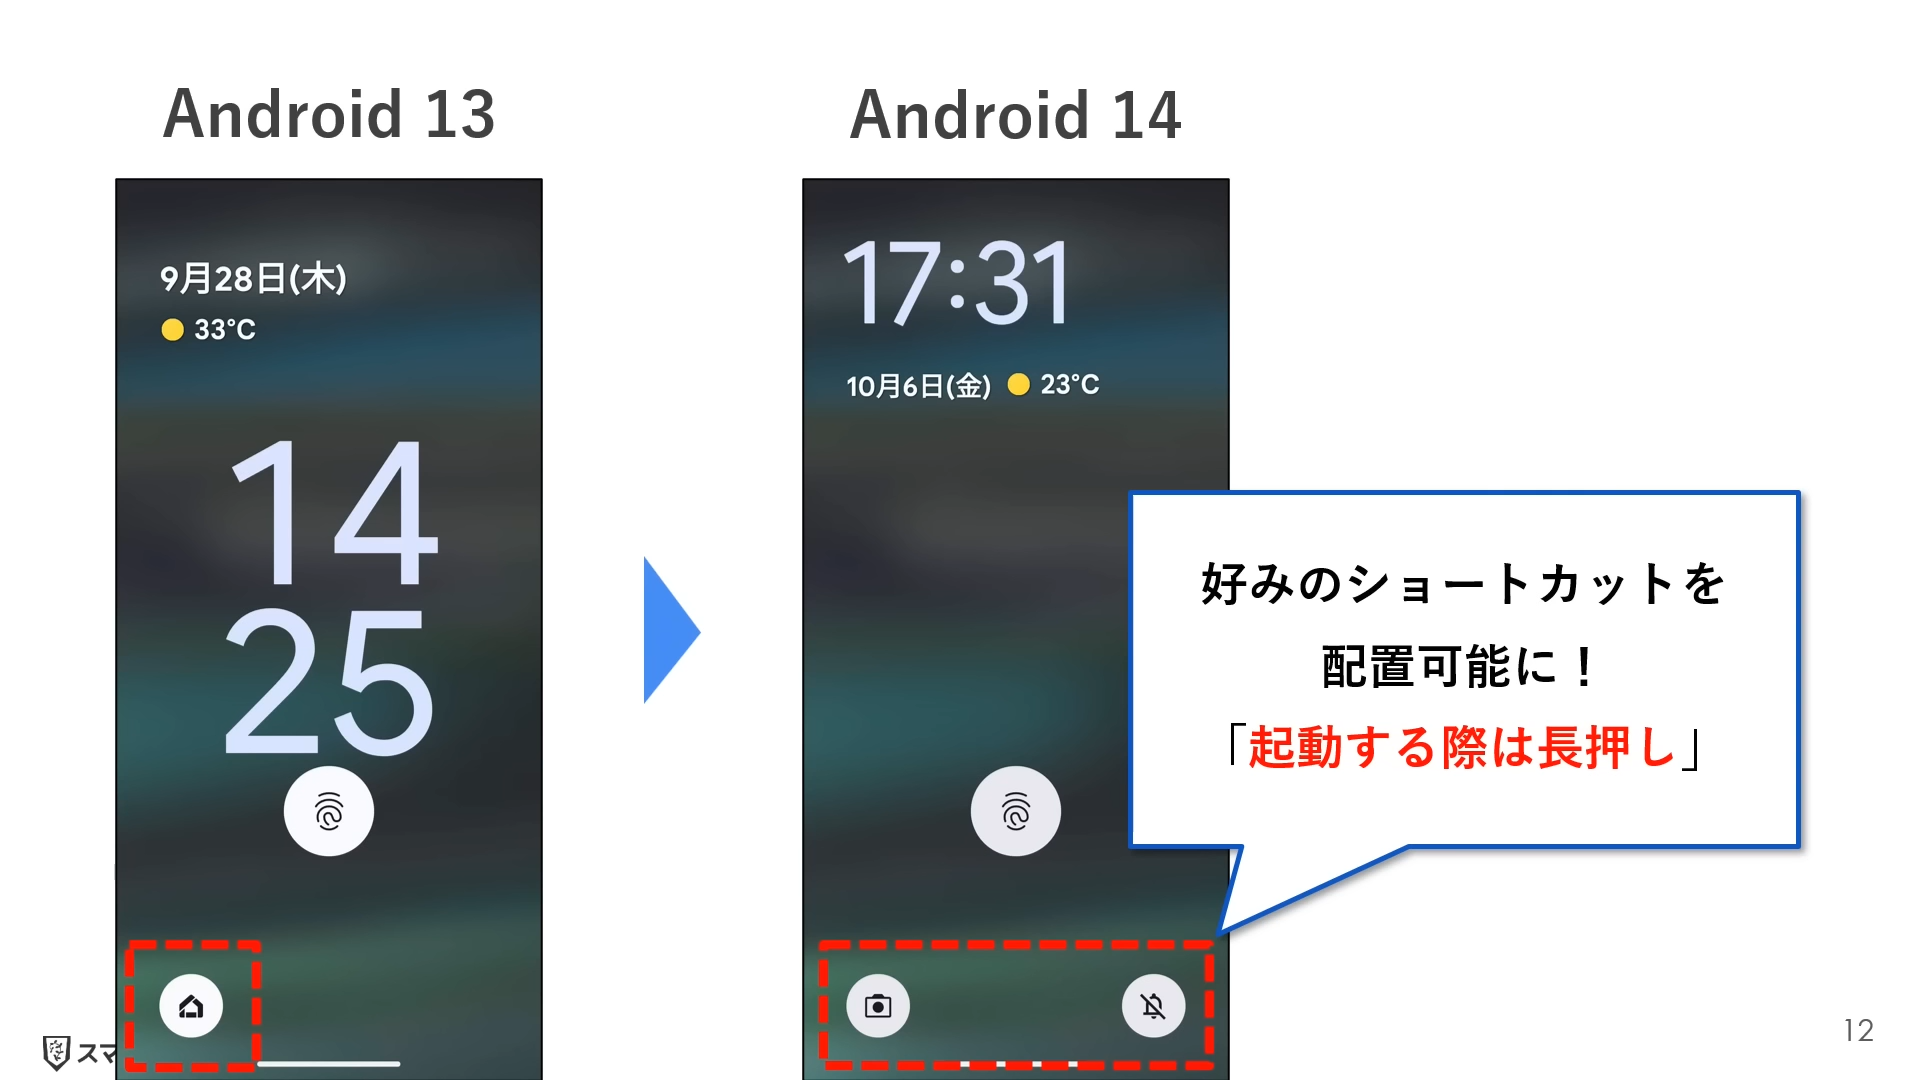 Android 13
9月28日(木)
33°C
14
25
Android 14
17:31
10月6日(金) 23°C
好みのショートカットを
配置可能に！
「起動する際は長押し」
スマ
12